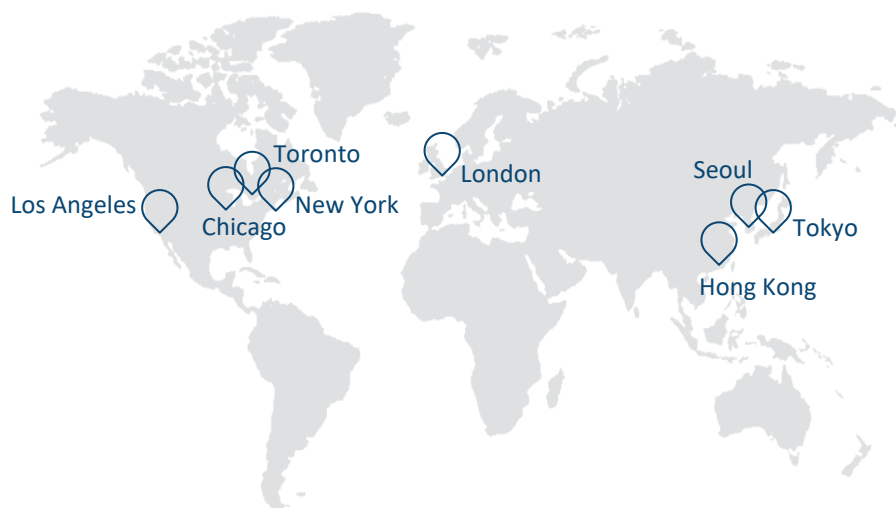 Toronto
London
Seoul
Los Angeles
New York
Chicago
Tokyo
Hong Kong